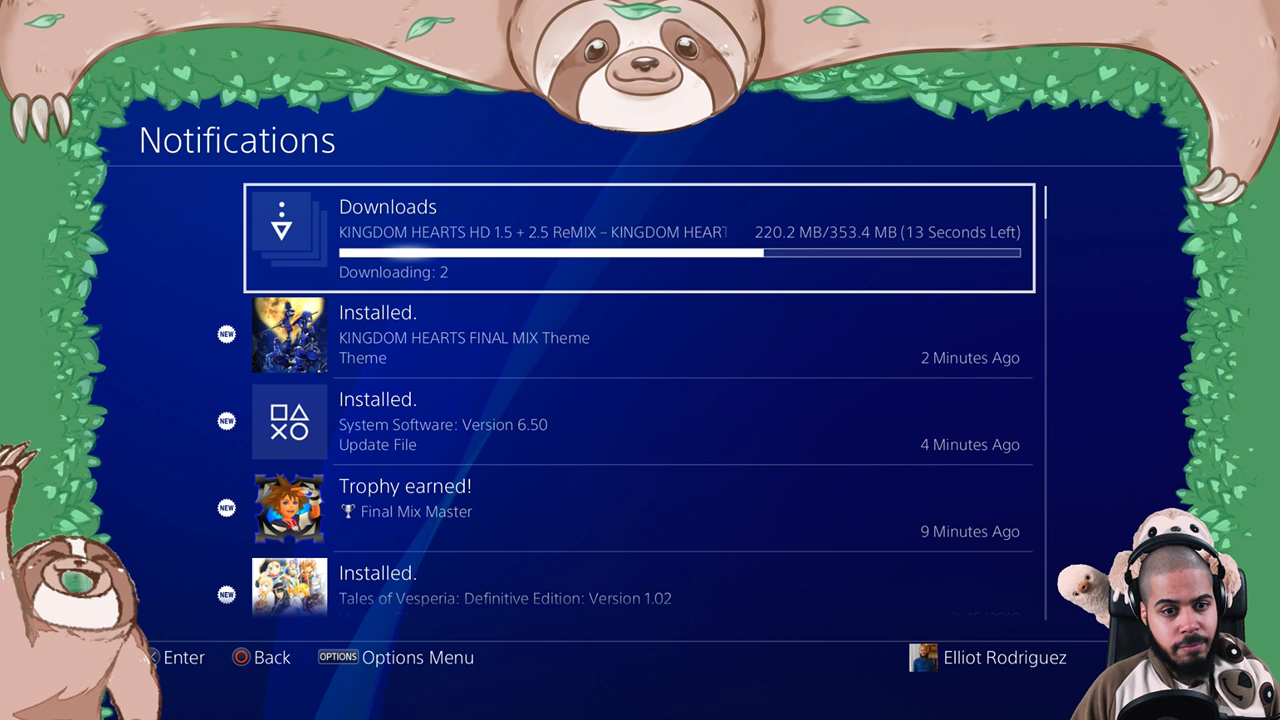 Notifications
Downloads
KINGDOM HEARTS HD 1.5 + 2.5 ReMIX – KINGDOM HEART 220.2 MB/353.4 MB (13 Seconds Left)
Downloading: 2
Installed.
NEW
KINGDOM HEARTS FINAL MIX Theme
Theme 2 Minutes Ago
Installed.
NEW
System Software: Version 6.50
Update File 4 Minutes Ago
Trophy earned!
NEW
Final Mix Master
9 Minutes Ago
Installed.
NEW
Tales of Vesperia: Definitive Edition: Version 1.02
Enter Back OPTIONS Options Menu Elliot Rodriguez